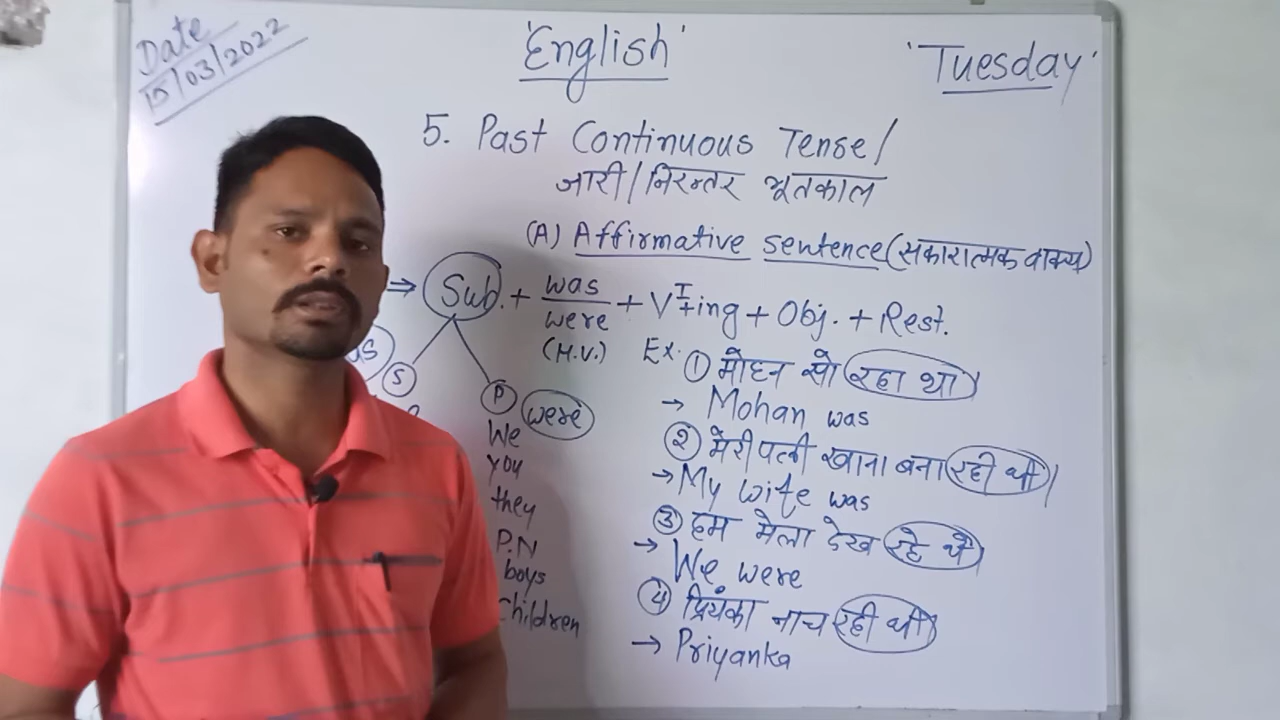 Date
15/03/2022
'English'
'Tuesday'
5. Past Continuous Tense/
जारी/निरन्तर भूतकाल
(A) Affirmative sentence (सकारात्मक वाक्य)
→ Sub. + was/were + V^I+ing + Obj. + Rest.
(H.V.)
S
P were
We
you
they
P.N
boys
Children
Ex. ① मोहन सो रहा था।
→ Mohan was
② मेरी पत्नी खाना बना रही थी।
→ My wife was
③ हम मेला देख रहे थे।
→ We were
④ प्रियंका नाच रही थी।
→ Priyanka